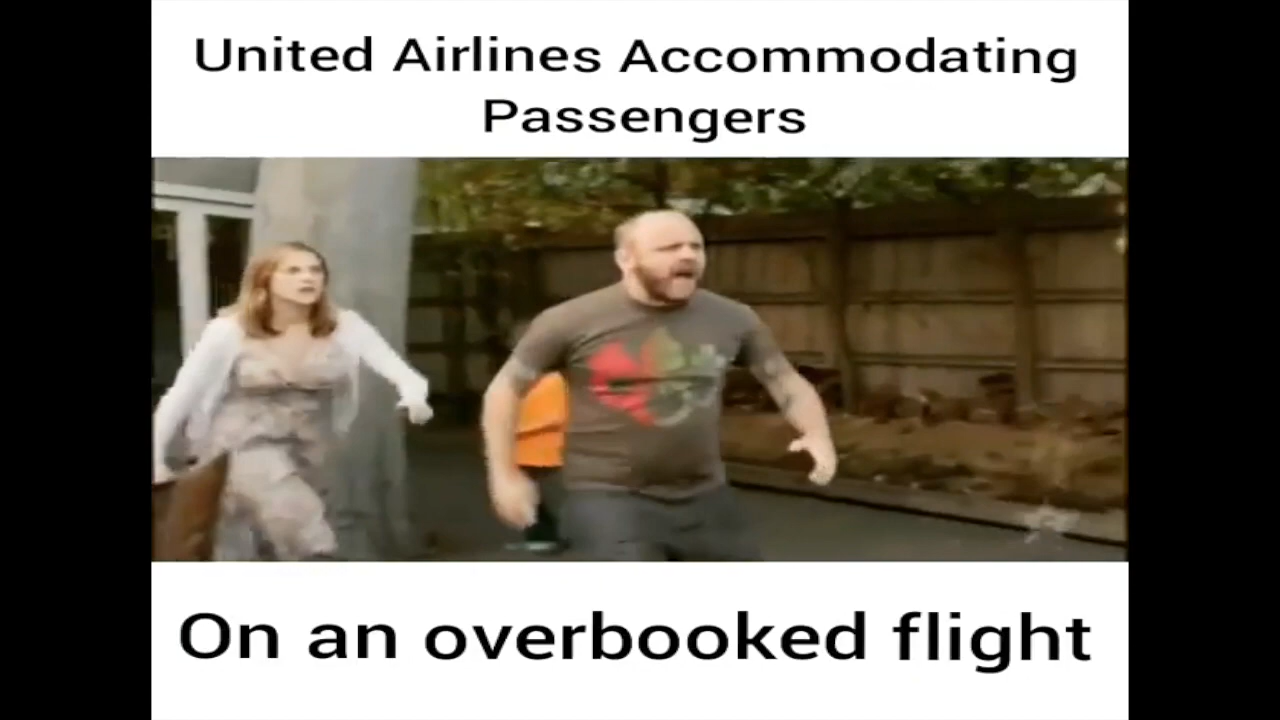 United Airlines Accommodating
Passengers
On an overbooked flight